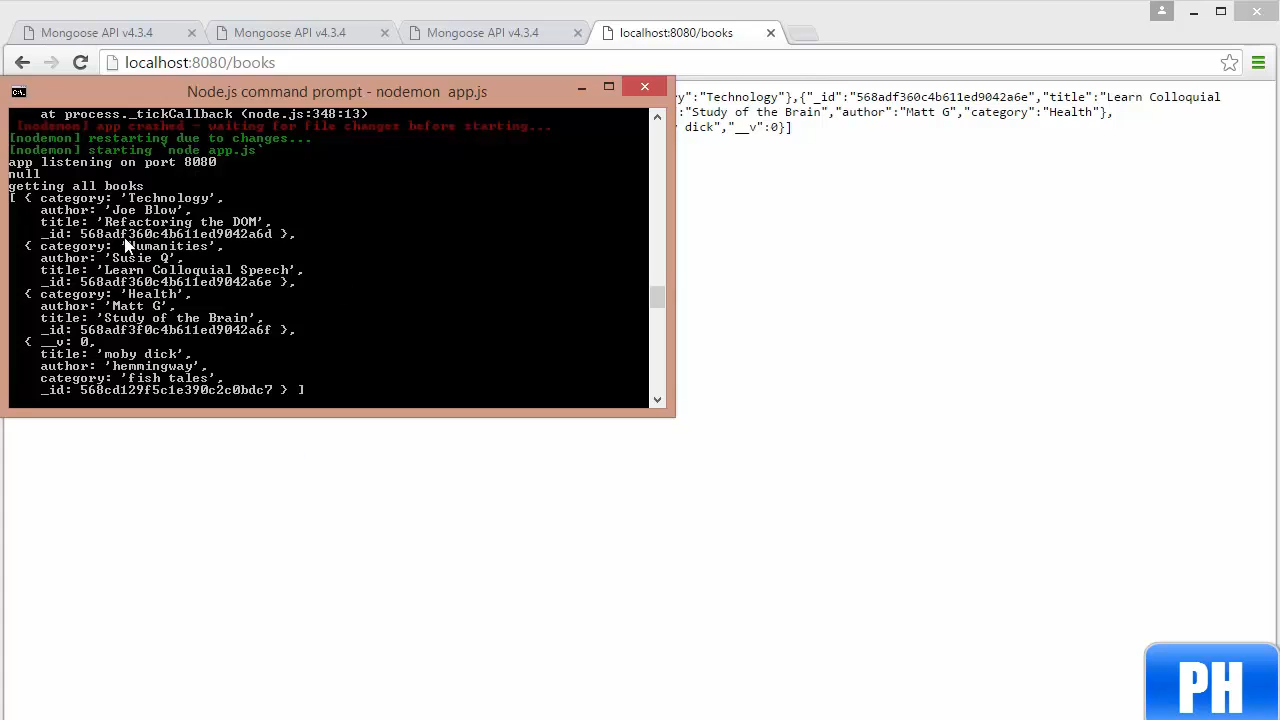 Mongoose API v4.3.4
Mongoose API v4.3.4
Mongoose API v4.3.4
localhost:8080/books
localhost:8080/books
Node.js command prompt - nodemon  app.js
ry":"Technology"},{"_id":"568adf360c4b611ed9042a6e","title":"Learn Colloquial
:"Study of the Brain","author":"Matt G","category":"Health"},
y dick","__v":0}]
at process._tickCallback (node.js:348:13)
[nodemon] app crashed - waiting for file changes before starting...
[nodemon] restarting due to changes...
[nodemon] starting `node app.js`
app listening on port 8080
null
getting all books
[ { category: 'Technology',
author: 'Joe Blow',
title: 'Refactoring the DOM',
_id: 568adf360c4b611ed9042a6d },
{ category: 'Humanities',
author: 'Susie Q',
title: 'Learn Colloquial Speech',
_id: 568adf360c4b611ed9042a6e },
{ category: 'Health',
author: 'Matt G',
title: 'Study of the Brain',
_id: 568adf3f0c4b611ed9042a6f },
{ __v: 0,
title: 'moby dick',
author: 'hemmingway',
category: 'fish tales',
_id: 568cd129f5c1e390c2c0bdc7 } ]
PH